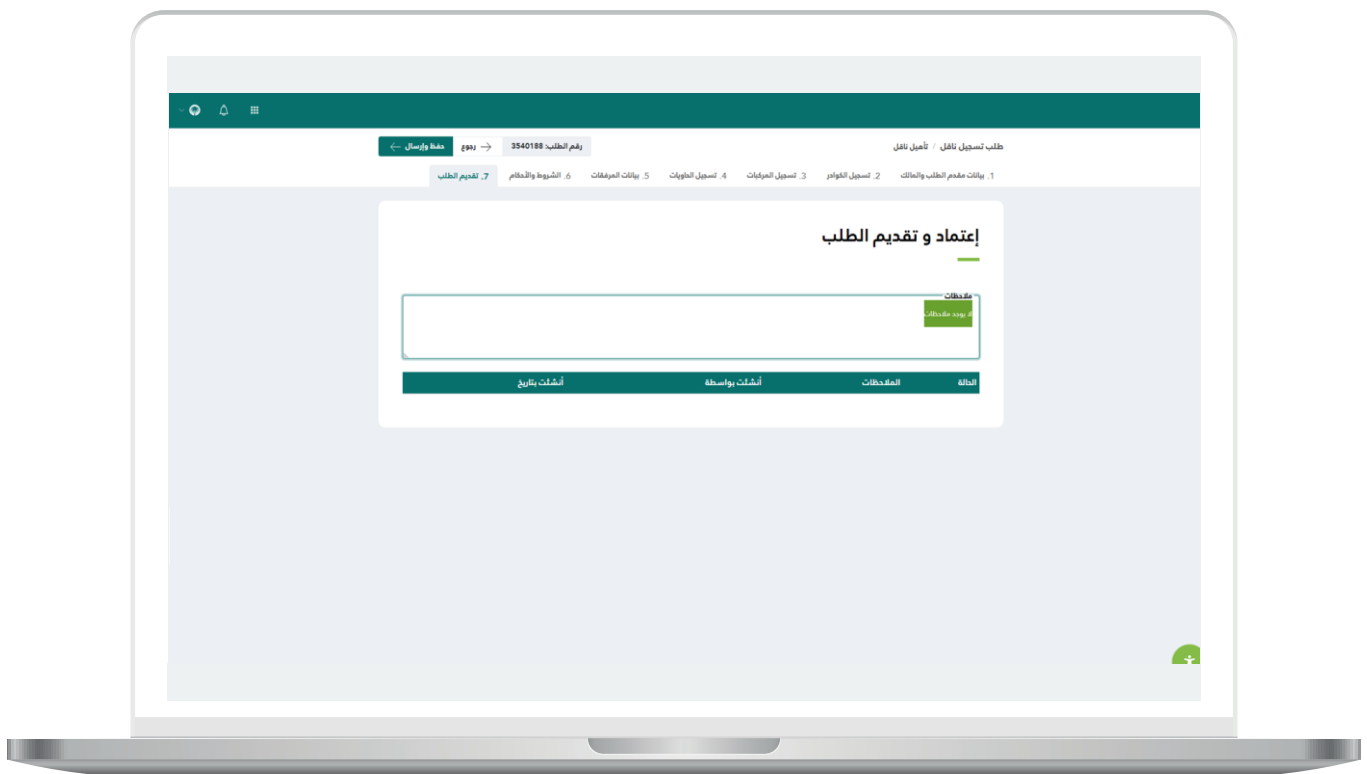 طلب تسجيل ناقل / تأهيل ناقل
رقم الطلب: 3540188
رجوع
حفظ وإرسال
1. بيانات مقدم الطلب والمالك
2. تسجيل الكوادر
3. تسجيل المركبات
4. تسجيل الحاويات
5. بيانات المرفقات
6. الشروط والأحكام
7. تقديم الطلب
إعتماد و تقديم الطلب
ملاحظات
لا يوجد ملاحظات
الحالة
الملاحظات
أنشئت بواسطة
أنشئت بتاريخ